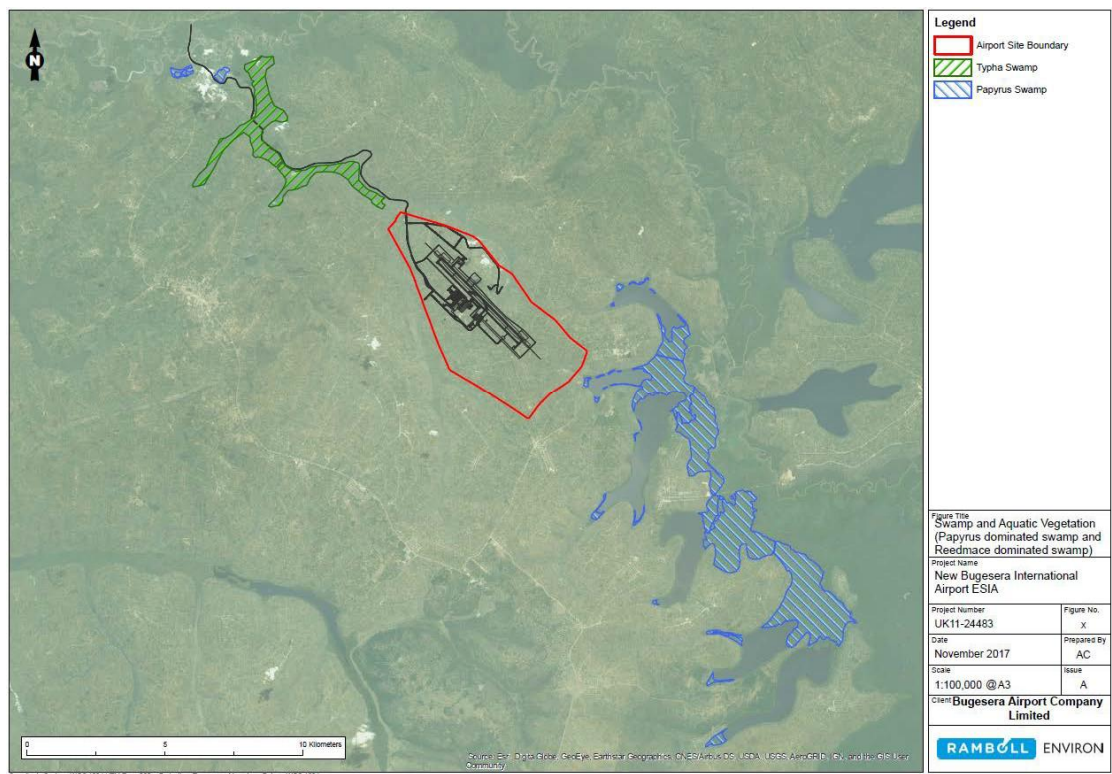 N
Legend
Airport Site Boundary
Typha Swamp
Papyrus Swamp
Figure Title
Swamp and Aquatic Vegetation
(Papyrus dominated swamp and
Reedmace dominated swamp)
Project Name
New Bugesera International
Airport ESIA
Project Number
UK11-24483
Figure No.
x
Date
November 2017
Prepared By
AC
Scale
1:100,000 @A3
Issue
A
Client Bugesera Airport Company
Limited
RAMBOLL ENVIRON
0 5 10 Kilometers
Source: Esri, DigitalGlobe, GeoEye, Earthstar Geographics, CNES/Airbus DS, USDA, USGS, AeroGRID, IGN, and the GIS User
Community